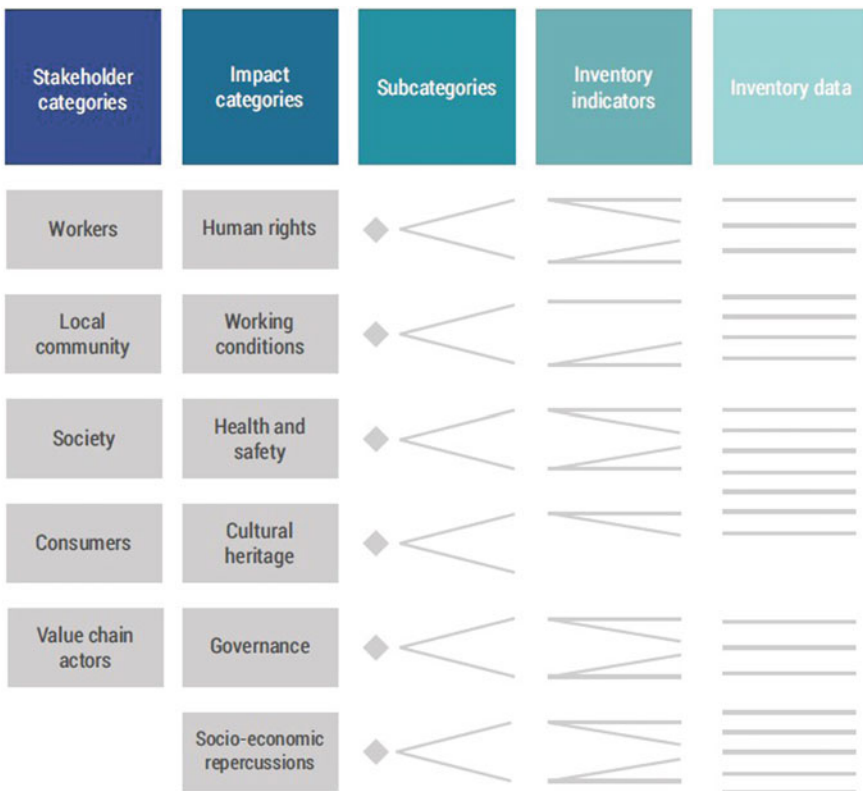 Stakeholder
categories
Impact
categories
Subcategories
Inventory
indicators
Inventory data
Workers
Human rights
Local
community
Working
conditions
Society
Health and
safety
Consumers
Cultural
heritage
Value chain
actors
Governance
Socio-economic
repercussions